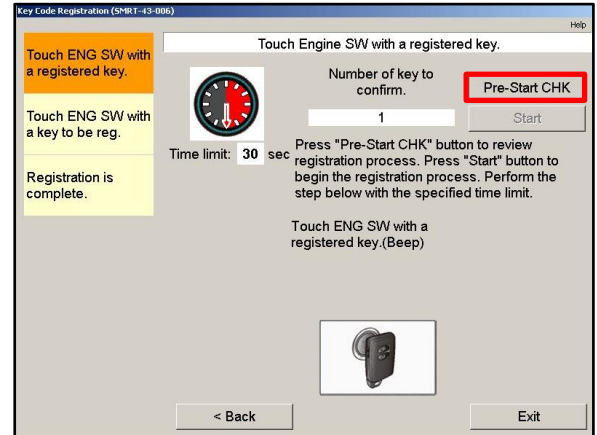 Key Code Registration (SMRT-43-006)
Help
Touch ENG SW with
a registered key.
Touch ENG SW with
a key to be reg.
Registration is
complete.
Touch Engine SW with a registered key.
Number of key to
confirm.
1
Pre-Start CHK
Start
Time limit: 30 sec
Press "Pre-Start CHK" button to review
registration process. Press "Start" button to
begin the registration process. Perform the
step below with the specified time limit.
Touch ENG SW with a
registered key.(Beep)
< Back
Exit